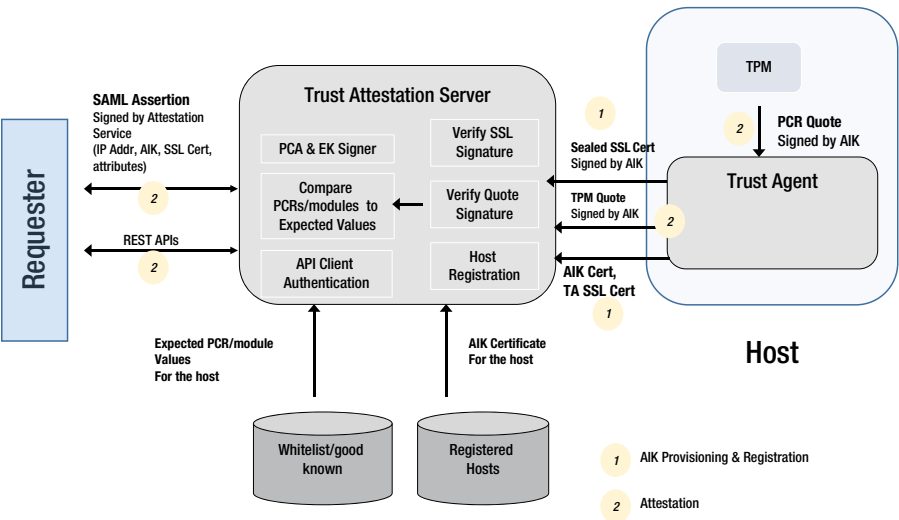 Requester
SAML Assertion
Signed by Attestation
Service
(IP Addr, AIK, SSL Cert,
attributes)
2
REST APIs
2
Trust Attestation Server
PCA & EK Signer
Compare
PCRs/modules to
Expected Values
API Client
Authentication
Verify SSL
Signature
Verify Quote
Signature
Host
Registration
1
Sealed SSL Cert
Signed by AIK
TPM Quote
Signed by AIK
2
AIK Cert,
TA SSL Cert
1
TPM
2
PCR Quote
Signed by AIK
Trust Agent
Host
Expected PCR/module
Values
For the host
AIK Certificate
For the host
Whitelist/good
known
Registered
Hosts
1
AIK Provisioning & Registration
2
Attestation